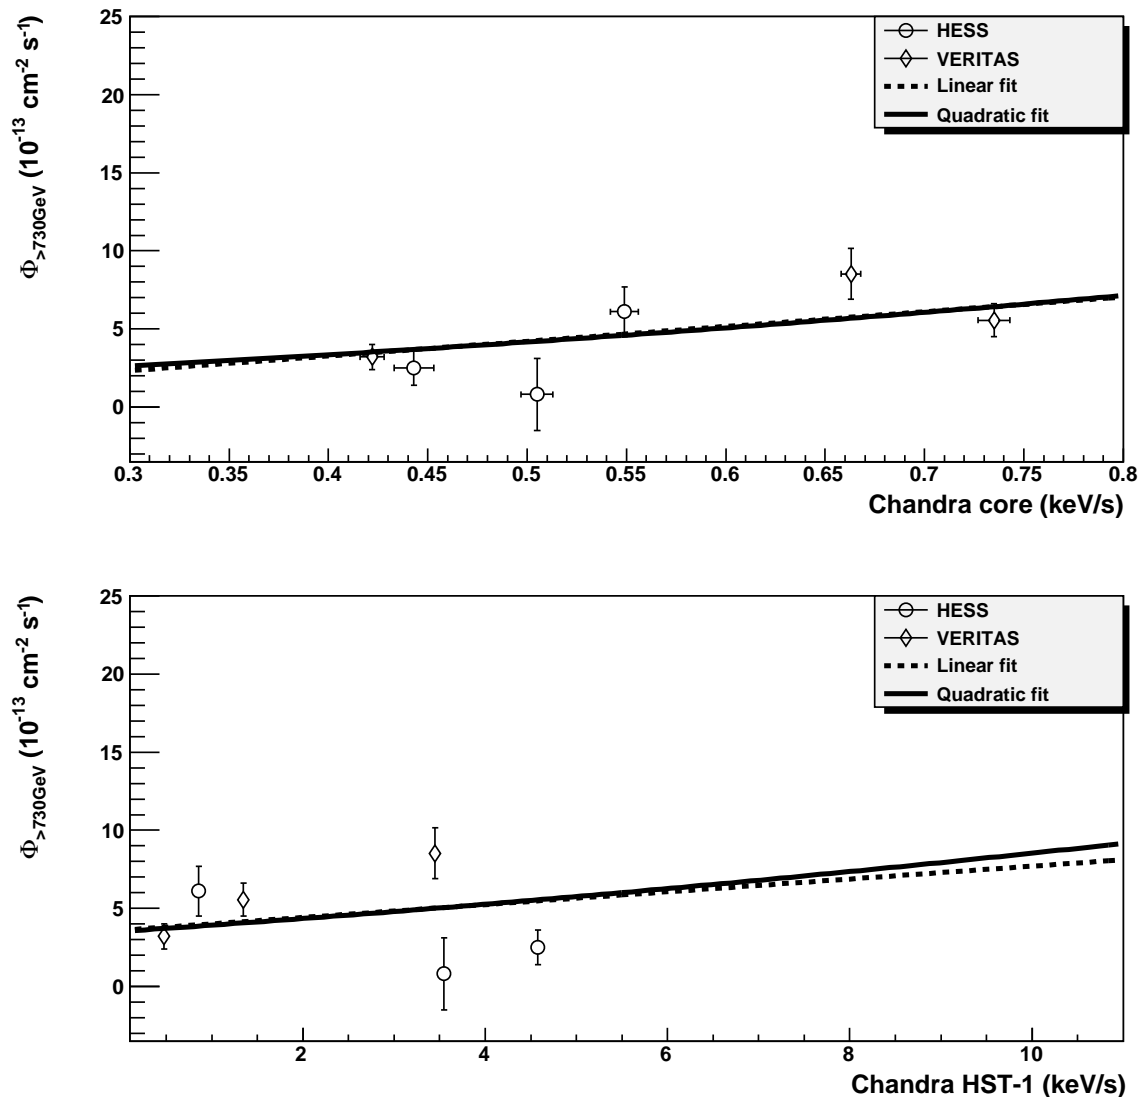 25
20
15
10
5
0
Φ>730GeV (10-13 cm-2 s-1)
HESS
VERITAS
Linear fit
Quadratic fit
0.3 0.35 0.4 0.45 0.5 0.55 0.6 0.65 0.7 0.75 0.8
Chandra core (keV/s)
25
20
15
10
5
0
Φ>730GeV (10-13 cm-2 s-1)
HESS
VERITAS
Linear fit
Quadratic fit
2 4 6 8 10
Chandra HST-1 (keV/s)